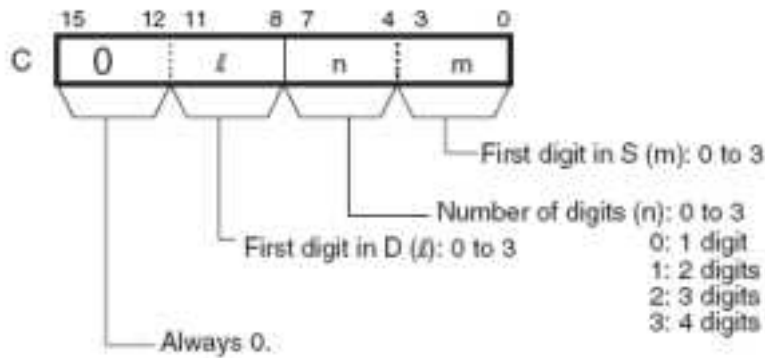 15 12 11 8 7 4 3 0
C 0 ℓ n m
First digit in S (m): 0 to 3
Number of digits (n): 0 to 3
First digit in D (ℓ): 0 to 3
0: 1 digit
1: 2 digits
2: 3 digits
3: 4 digits
Always 0.